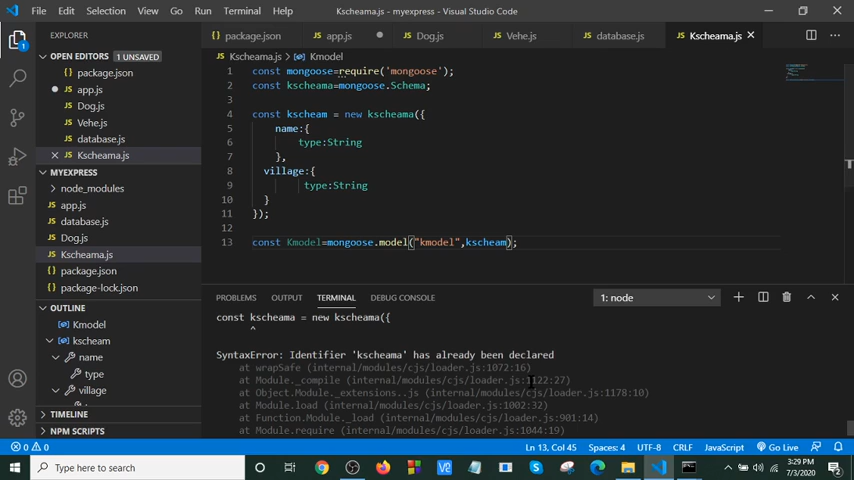 File Edit Selection View Go Run Terminal Help Kscheama.js - myexpress - Visual Studio Code
EXPLORER
OPEN EDITORS 1 UNSAVED
package.json
app.js
Dog.js
Vehe.js
database.js
Kscheama.js
MYEXPRESS
node_modules
app.js
database.js
Dog.js
Kscheama.js
package.json
package-lock.json
OUTLINE
Kmodel
kscheam
name
type
village
TIMELINE
NPM SCRIPTS
package.json app.js Dog.js Vehe.js database.js Kscheama.js
Kscheama.js > Kmodel
1 const mongoose=require('mongoose');
2 const kscheama=mongoose.Schema;
3
4 const kscheam = new kscheama({
5 name:{
6 type:String
7 },
8 village:{
9 type:String
10 }
11 });
12
13 const Kmodel=mongoose.model("kmodel",kscheam);
PROBLEMS OUTPUT TERMINAL DEBUG CONSOLE 1: node
const kscheama = new kscheama({
^
SyntaxError: Identifier 'kscheama' has already been declared
at wrapSafe (internal/modules/cjs/loader.js:1072:16)
at Module._compile (internal/modules/cjs/loader.js:1122:27)
at Object.Module._extensions..js (internal/modules/cjs/loader.js:1178:10)
at Module.load (internal/modules/cjs/loader.js:1002:32)
at Function.Module._load (internal/modules/cjs/loader.js:901:14)
at Module.require (internal/modules/cjs/loader.js:1044:19)
0 0 Ln 13, Col 45 Spaces: 4 UTF-8 CRLF JavaScript Go Live
Type here to search
3:29 PM
7/3/2020